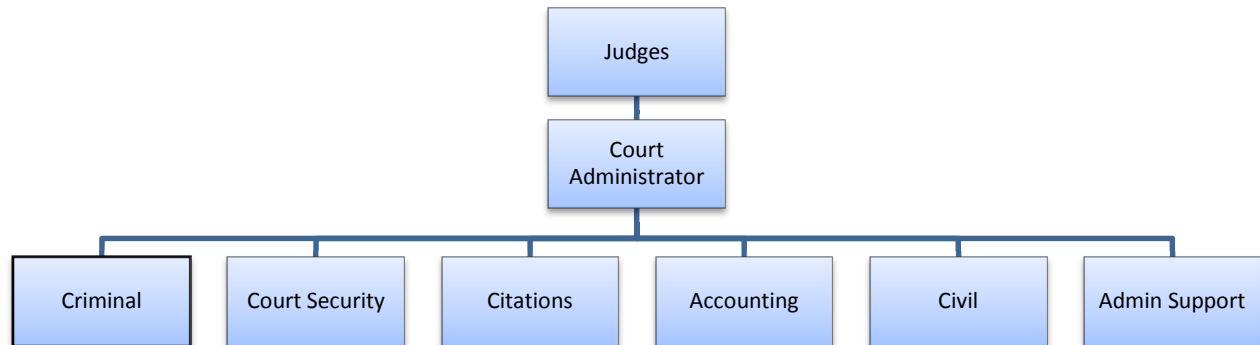 Judges
Court
Administrator
Criminal
Court Security
Citations
Accounting
Civil
Admin Support